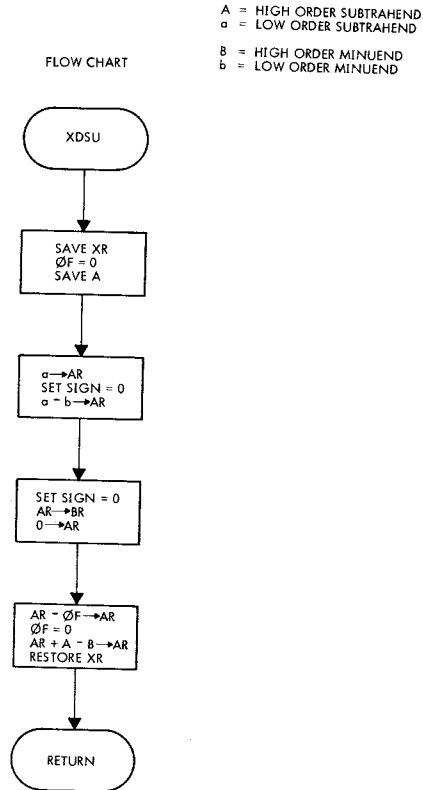 A = HIGH ORDER SUBTRAHEND
a = LOW ORDER SUBTRAHEND
B = HIGH ORDER MINUEND
b = LOW ORDER MINUEND
FLOW CHART
XDSU
SAVE XR
ØF = 0
SAVE A
a→AR
SET SIGN = 0
a - b→AR
SET SIGN = 0
AR→BR
0→AR
AR - ØF→AR
ØF = 0
AR + A - B→AR
RESTORE XR
RETURN